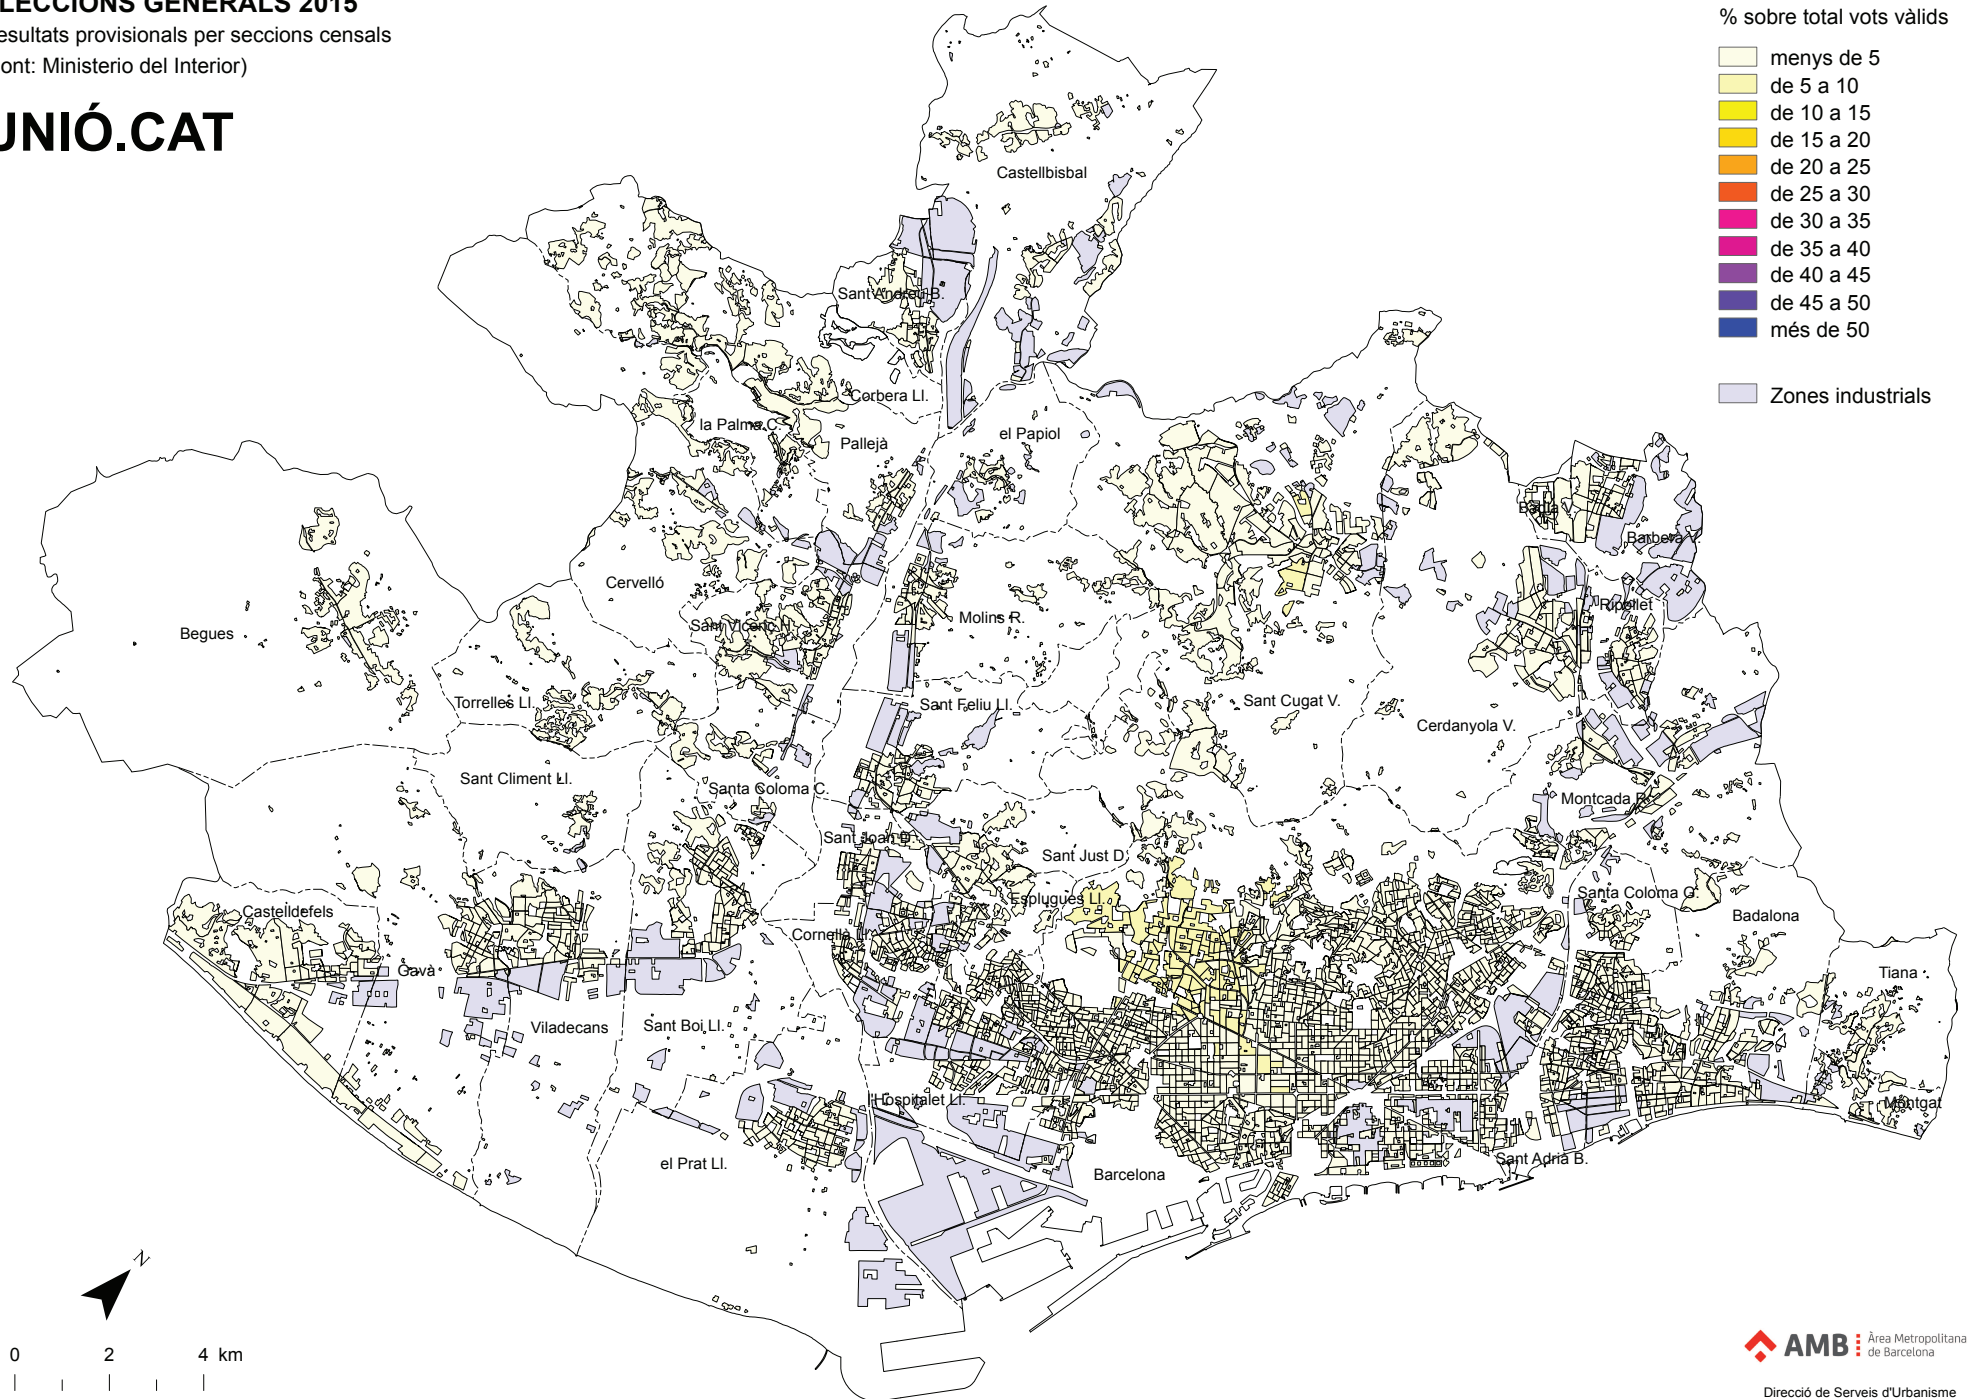 LECCIONS GENERALS 2015
esultats provisionals per seccions censals
ont: Ministerio del Interior)
UNIÓ.CAT
% sobre total vots vàlids
menys de 5
de 5 a 10
de 10 a 15
de 15 a 20
de 20 a 25
de 25 a 30
de 30 a 35
de 35 a 40
de 40 a 45
de 45 a 50
més de 50
Zones industrials
Castellbisbal
Sant Andreu B.
Corbera Ll.
la Palma C.
Pallejà
el Papiol
Badia V.
Barberà V.
Cervelló
Ripollet
Begues
Sant Vicenç H.
Molins R.
Torrelles Ll.
Sant Feliu Ll.
Sant Cugat V.
Cerdanyola V.
Sant Climent Ll.
Santa Coloma C.
Montcada R.
Sant Joan D.
Sant Just D.
Esplugues Ll.
Santa Coloma G.
Castelldefels
Badalona
Cornellà Ll.
Gavà
Tiana
Viladecans
Sant Boi Ll.
l'Hospitalet Ll.
Montgat
el Prat Ll.
Barcelona
Sant Adrià B.
N
0 2 4 km
AMB
Àrea Metropolitana
de Barcelona
Direcció de Serveis d'Urbanisme